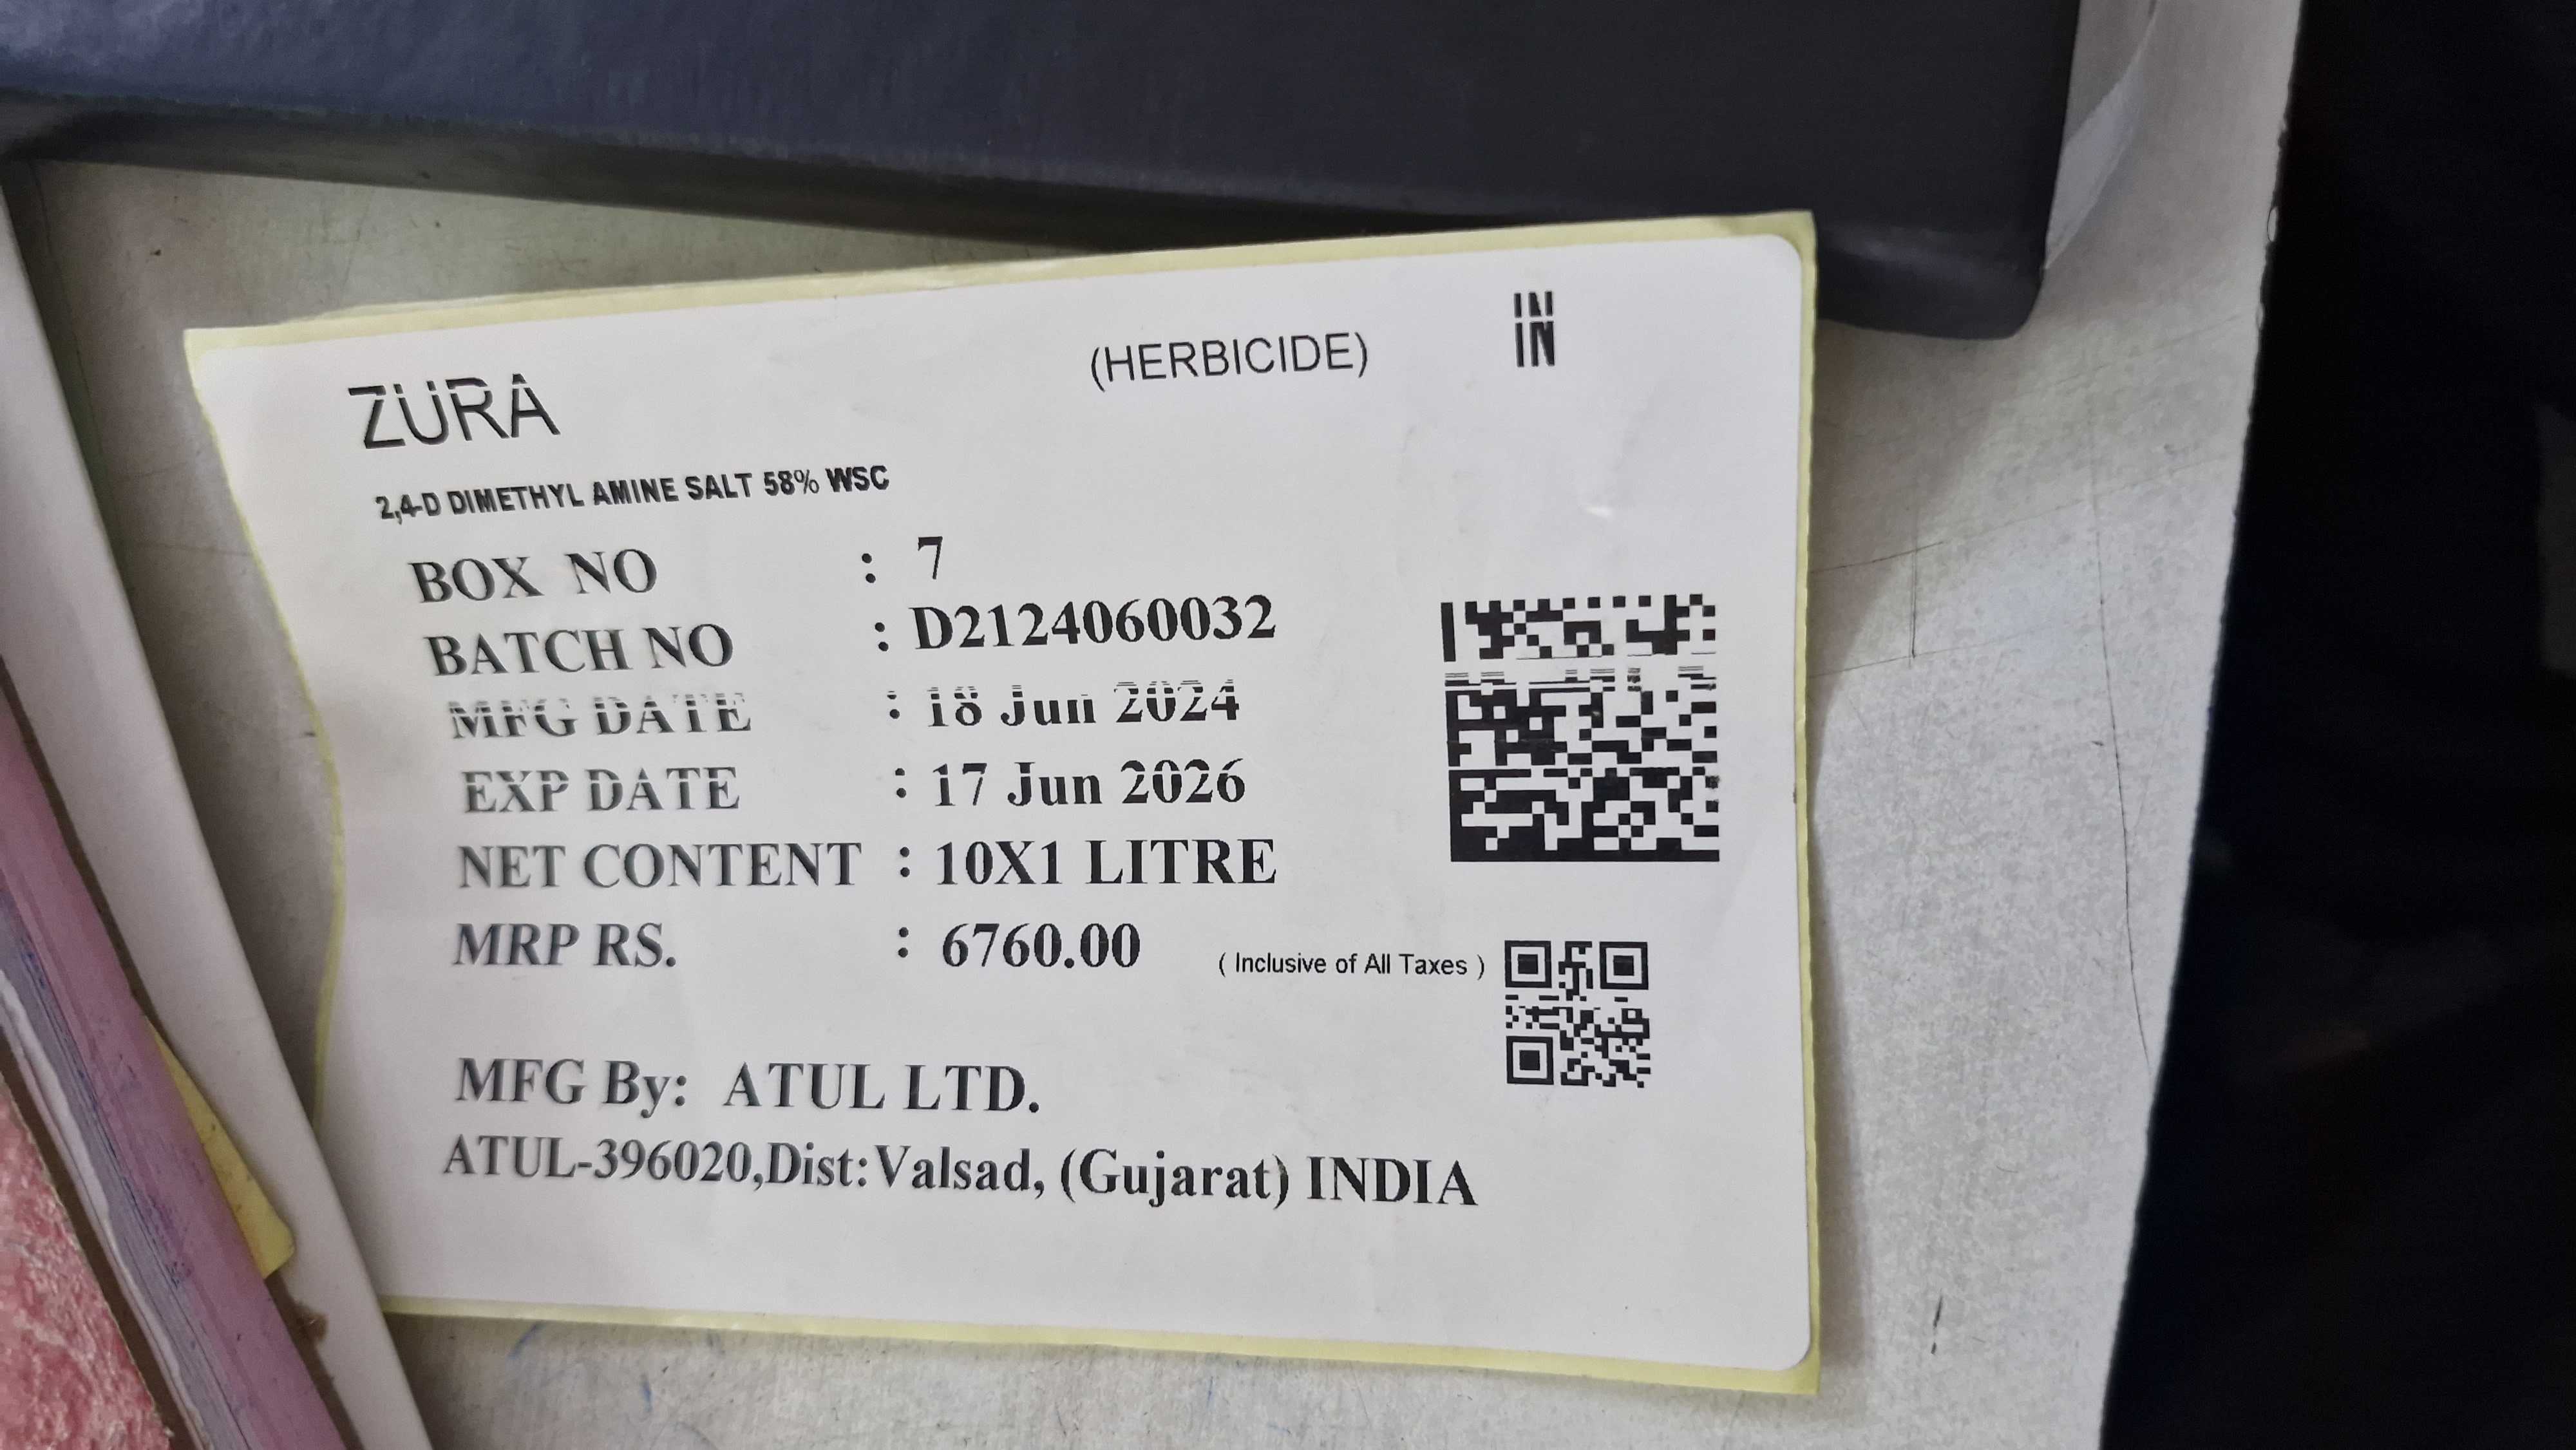 (HERBICIDE)
IN
IN
ZURA
2,4-D DIMETHYL AMINE SALT 58% WSC
BOX NO : 7
BATCH NO : D2124060032
MFG DATE : 18 Jun 2024
EXP DATE : 17 Jun 2026
NET CONTENT : 10X1 LITRE
MRP RS. : 6760.00 ( Inclusive of All Taxes )
MFG By: ATUL LTD.
ATUL-396020,Dist:Valsad, (Gujarat) INDIA